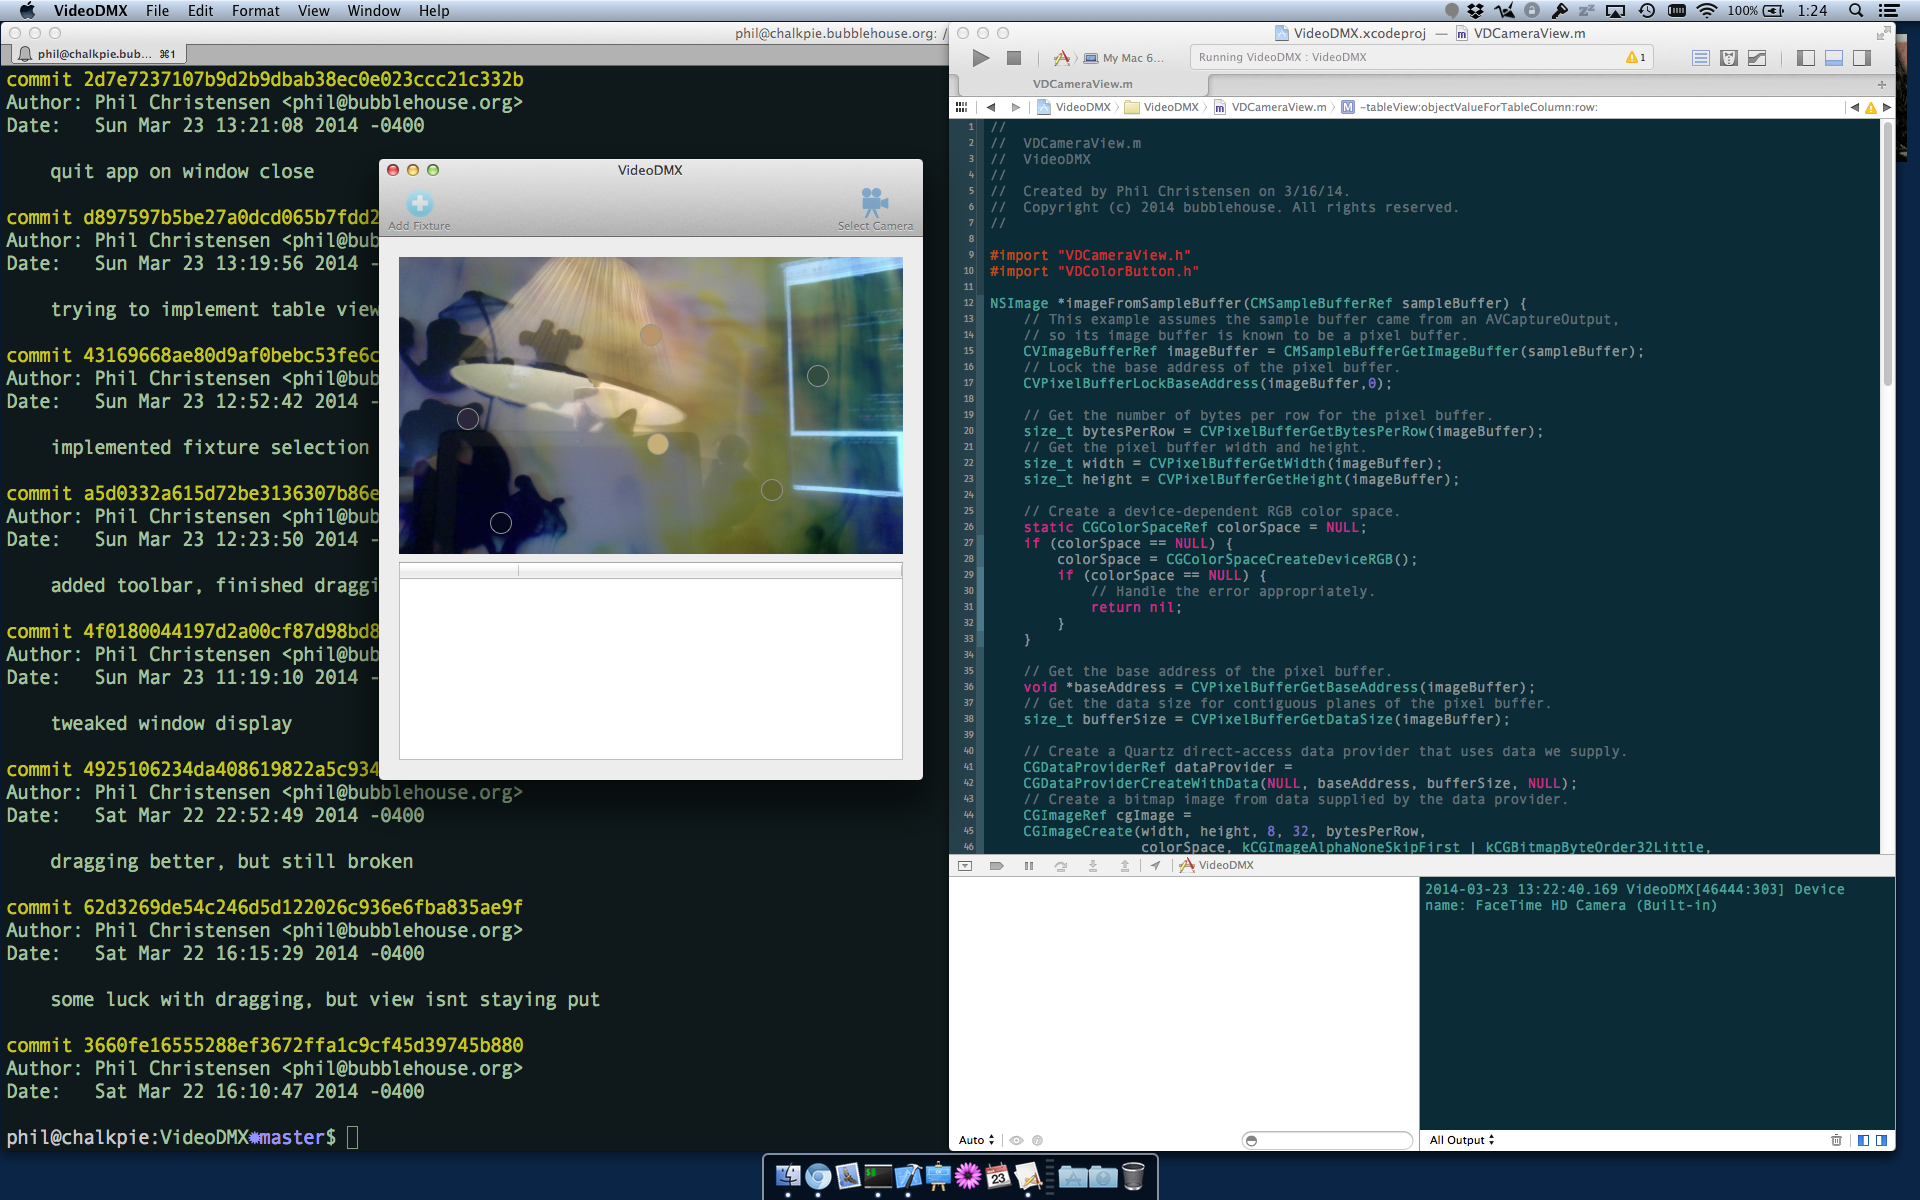 VideoDMX File Edit Format View Window Help
100% 1:24
phil@chalkpie.bubblehouse.org: /
phil@chalkpie.bub... ⌘1
commit 2d7e7237107b9d2b9dbab38ec0e023ccc21c332b
Author: Phil Christensen <phil@bubblehouse.org>
Date:   Sun Mar 23 13:21:08 2014 -0400
quit app on window close
commit d897597b5be27a0dcd065b7fdd2
Author: Phil Christensen <phil@bub
Date:   Sun Mar 23 13:19:56 2014 -
trying to implement table view
commit 43169668ae80d9af0bebc53fe6c
Author: Phil Christensen <phil@bub
Date:   Sun Mar 23 12:52:42 2014 -
implemented fixture selection
commit a5d0332a615d72be3136307b86e
Author: Phil Christensen <phil@bub
Date:   Sun Mar 23 12:23:50 2014 -
added toolbar, finished draggi
commit 4f0180044197d2a00cf87d98bd8
Author: Phil Christensen <phil@bub
Date:   Sun Mar 23 11:19:10 2014 -
tweaked window display
commit 4925106234da408619822a5c934
Author: Phil Christensen <phil@bubblehouse.org>
Date:   Sat Mar 22 22:52:49 2014 -0400
dragging better, but still broken
commit 62d3269de54c246d5d122026c936e6fba835ae9f
Author: Phil Christensen <phil@bubblehouse.org>
Date:   Sat Mar 22 16:15:29 2014 -0400
some luck with dragging, but view isnt staying put
commit 3660fe16555288ef3672ffa1c9cf45d39745b880
Author: Phil Christensen <phil@bubblehouse.org>
Date:   Sat Mar 22 16:10:47 2014 -0400
phil@chalkpie:VideoDMX✹master$
VideoDMX
Add Fixture
Select Camera
VideoDMX.xcodeproj — VDCameraView.m
My Mac 6...
Running VideoDMX : VideoDMX
1
VDCameraView.m
VideoDMX VideoDMX VDCameraView.m M -tableView:objectValueForTableColumn:row:
1 //
2 //  VDCameraView.m
3 //  VideoDMX
4 //
5 //  Created by Phil Christensen on 3/16/14.
6 //  Copyright (c) 2014 bubblehouse. All rights reserved.
7 //
8
9 #import "VDCameraView.h"
10 #import "VDColorButton.h"
11
12 NSImage *imageFromSampleBuffer(CMSampleBufferRef sampleBuffer) {
13     // This example assumes the sample buffer came from an AVCaptureOutput,
14     // so its image buffer is known to be a pixel buffer.
15     CVImageBufferRef imageBuffer = CMSampleBufferGetImageBuffer(sampleBuffer);
16     // Lock the base address of the pixel buffer.
17     CVPixelBufferLockBaseAddress(imageBuffer,0);
18
19     // Get the number of bytes per row for the pixel buffer.
20     size_t bytesPerRow = CVPixelBufferGetBytesPerRow(imageBuffer);
21     // Get the pixel buffer width and height.
22     size_t width = CVPixelBufferGetWidth(imageBuffer);
23     size_t height = CVPixelBufferGetHeight(imageBuffer);
24
25     // Create a device-dependent RGB color space.
26     static CGColorSpaceRef colorSpace = NULL;
27     if (colorSpace == NULL) {
28         colorSpace = CGColorSpaceCreateDeviceRGB();
29         if (colorSpace == NULL) {
30             // Handle the error appropriately.
31             return nil;
32         }
33     }
34
35     // Get the base address of the pixel buffer.
36     void *baseAddress = CVPixelBufferGetBaseAddress(imageBuffer);
37     // Get the data size for contiguous planes of the pixel buffer.
38     size_t bufferSize = CVPixelBufferGetDataSize(imageBuffer);
39
40     // Create a Quartz direct-access data provider that uses data we supply.
41     CGDataProviderRef dataProvider =
42     CGDataProviderCreateWithData(NULL, baseAddress, bufferSize, NULL);
43     // Create a bitmap image from data supplied by the data provider.
44     CGImageRef cgImage =
45     CGImageCreate(width, height, 8, 32, bytesPerRow,
46                   colorSpace, kCGImageAlphaNoneSkipFirst | kCGBitmapByteOrder32Little,
VideoDMX
2014-03-23 13:22:40.169 VideoDMX[46444:303] Device
name: FaceTime HD Camera (Built-in)
Auto
All Output
23